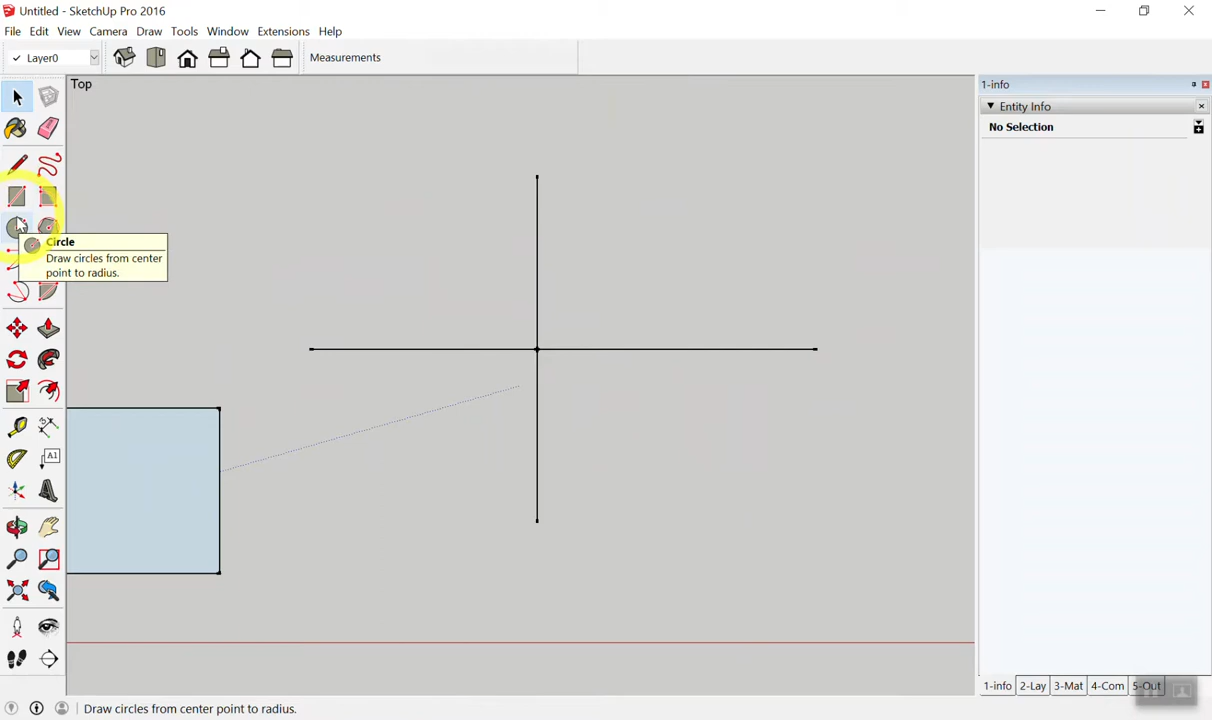 Untitled - SketchUp Pro 2016
File Edit View Camera Draw Tools Window Extensions Help
Layer0
Measurements
Top
1-info
Entity Info
No Selection
Circle
Draw circles from center
point to radius.
A1
1-info 2-Lay 3-Mat 4-Com 5-Out
Draw circles from center point to radius.